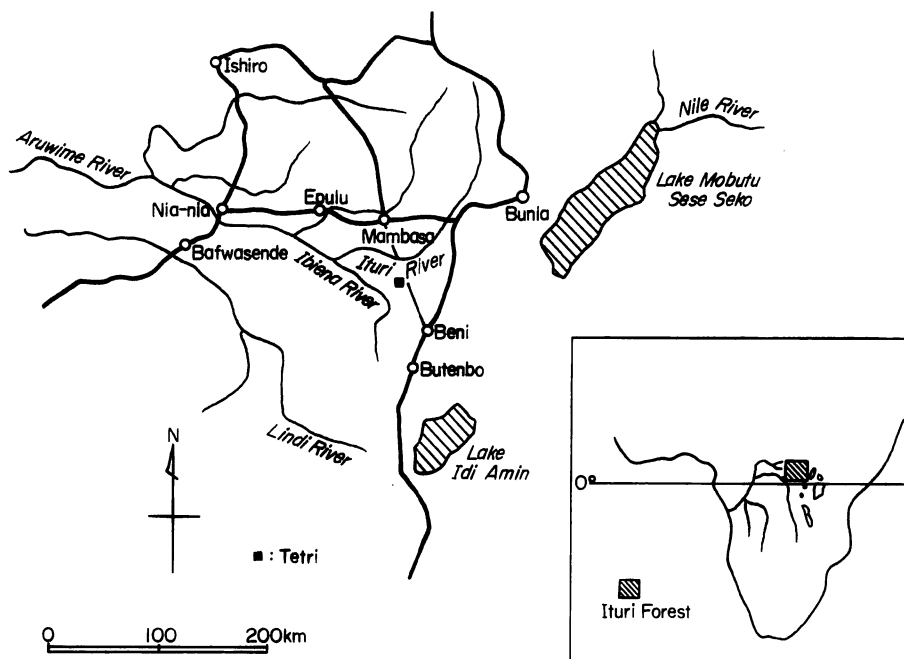 Ishiro
Nile River
Aruwime River
Lake Mobutu
Sese Seko
Nia-nia
Epulu
Mambasa
Bunia
Bafwasende
Ibiena River
Ituri River
Beni
Butenbo
Lindi River
Lake
Idi Amin
N
0°
■ : Tetri
Ituri Forest
0 100 200km